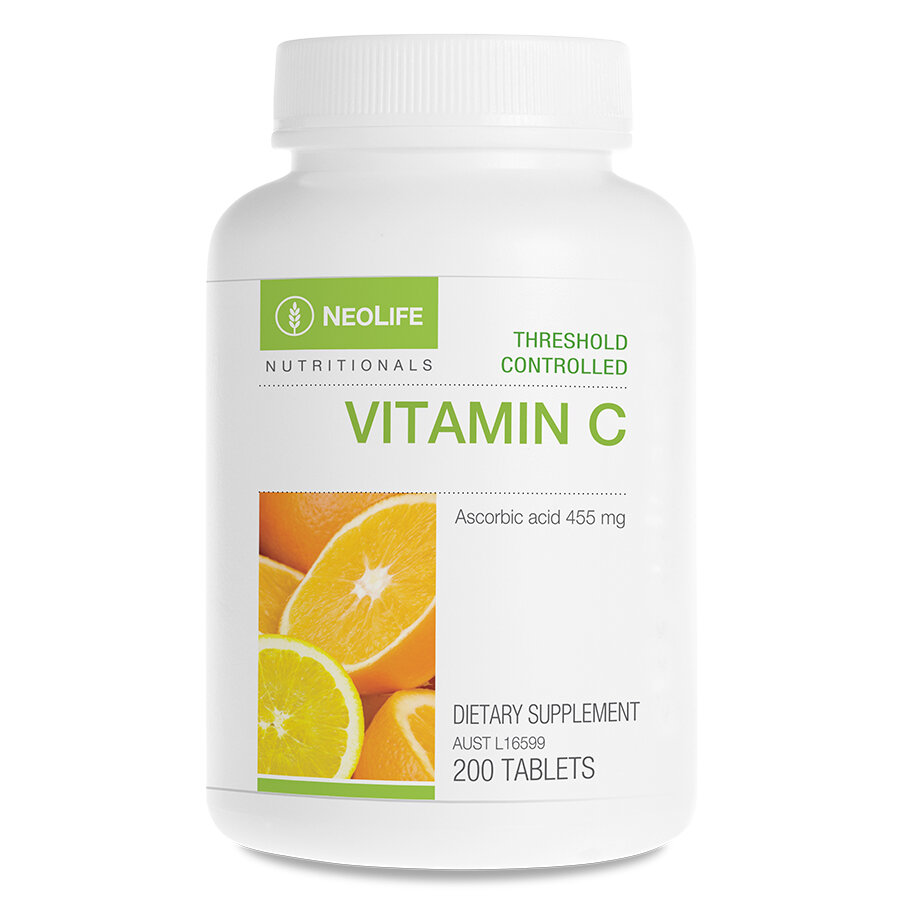 NEOLIFE
NUTRITIONALS
THRESHOLD
CONTROLLED
VITAMIN C
Ascorbic acid 455 mg
DIETARY SUPPLEMENT
AUST L16599
200 TABLETS